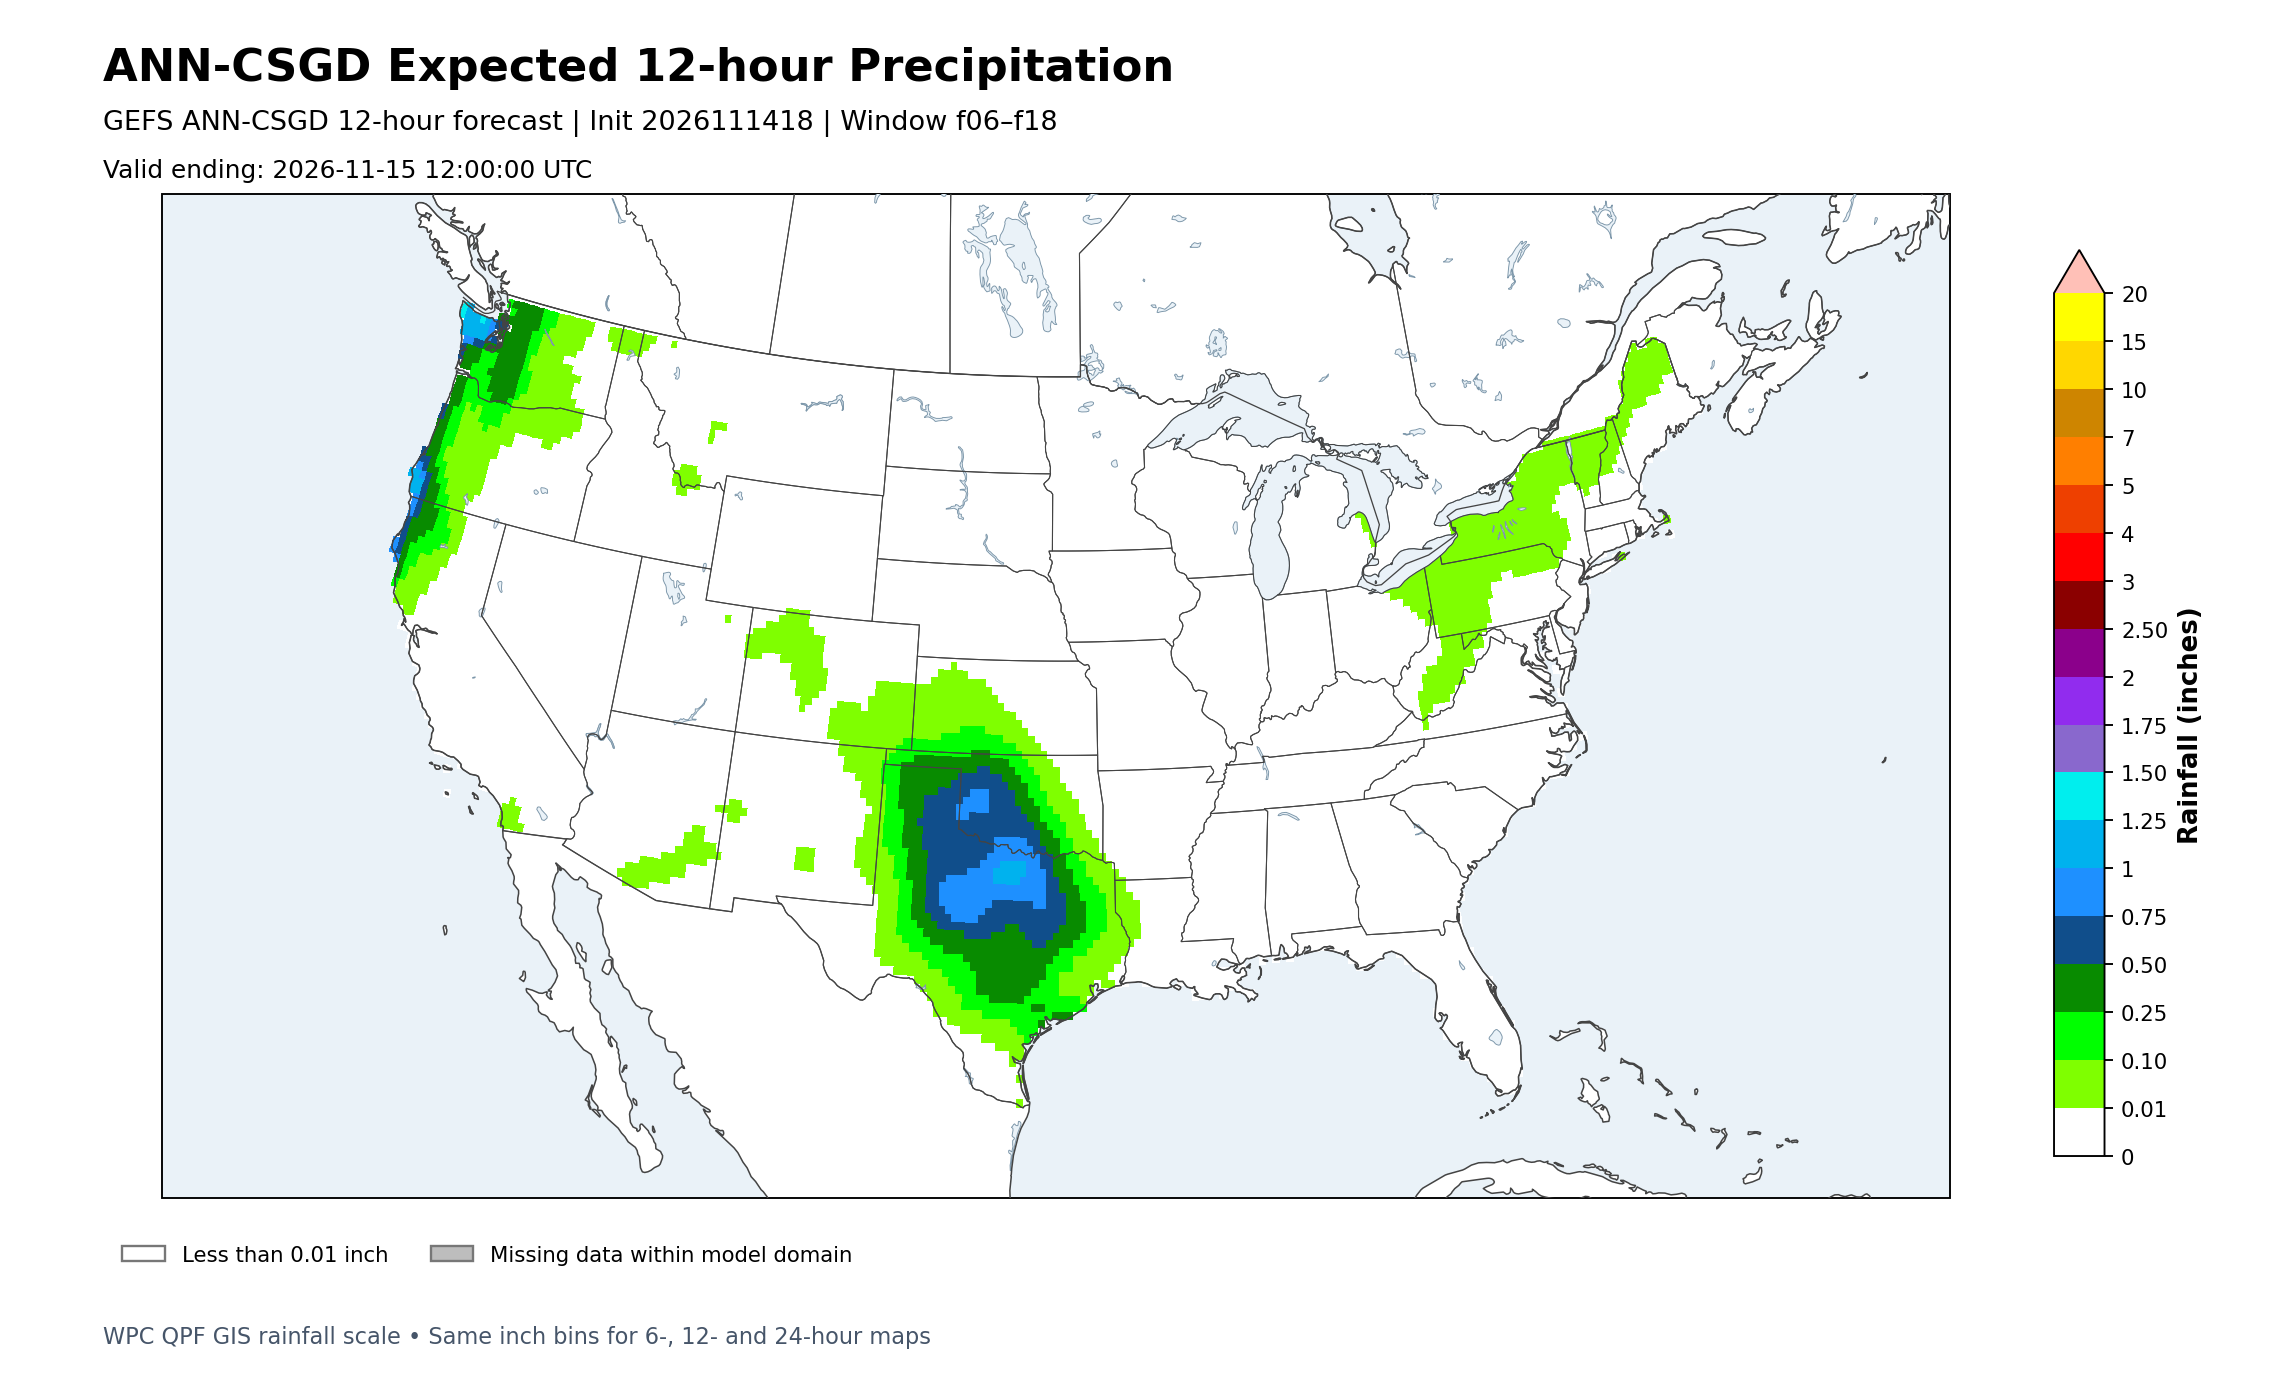 ANN-CSGD Expected 12-hour Precipitation
GEFS ANN-CSGD 12-hour forecast | Init 2026111418 | Window f06–f18
Valid ending: 2026-11-15 12:00:00 UTC
20
15
10
7
5
4
3
2.50
2
1.75
1.50
1.25
1
0.75
0.50
0.25
0.10
0.01
0
Rainfall (inches)
Less than 0.01 inch
Missing data within model domain
WPC QPF GIS rainfall scale • Same inch bins for 6-, 12- and 24-hour maps